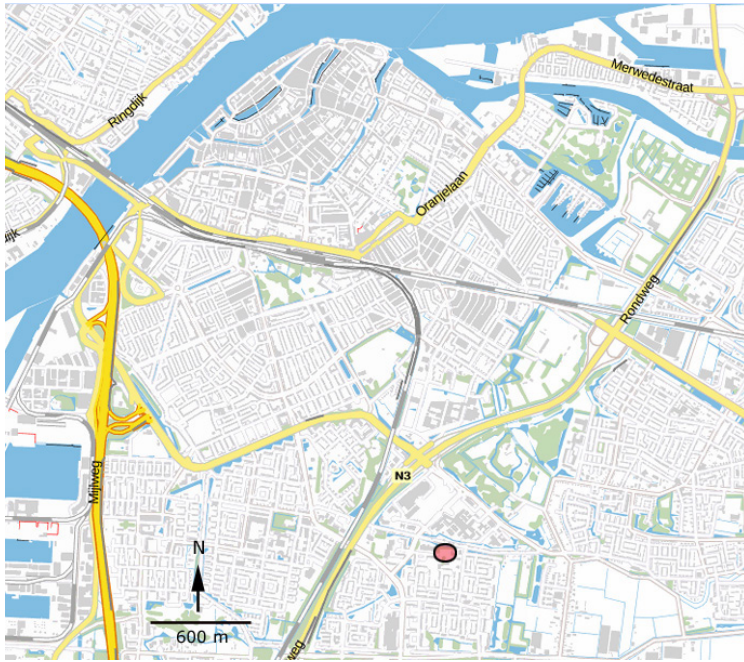 Merwedestraat
Ringdijk
Oranjelaan
Rondweg
N3
Mijlweg
N
600 m